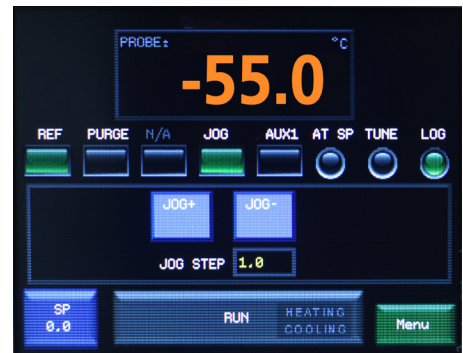 PROBE: °C
-55.0
REF PURGE N/A JOG AUX1 AT SP TUNE LOG
JOG+ JOG-
JOG STEP 1.0
SP
0.0
RUN
HEATING
COOLING
Menu